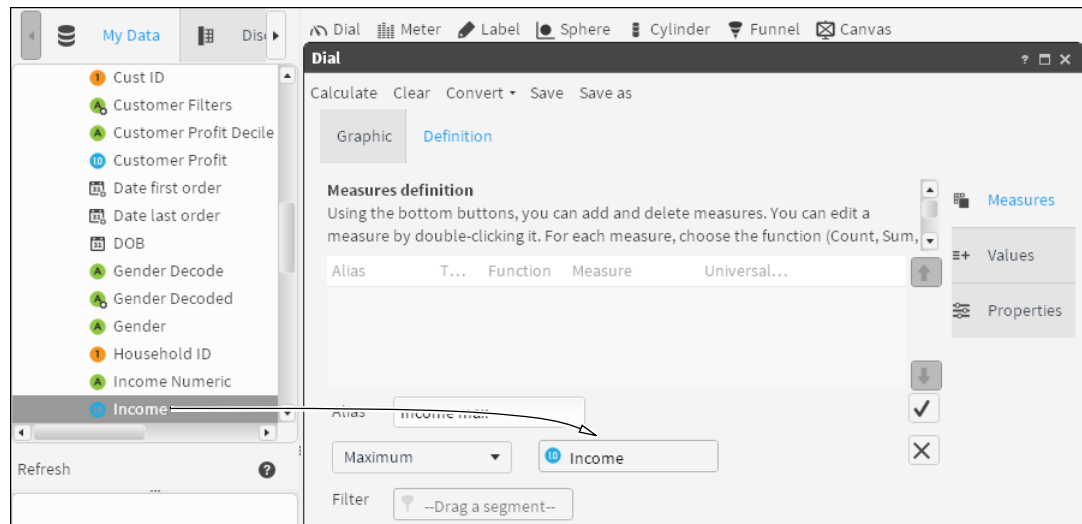 My Data
Dis
Dial Meter Label Sphere Cylinder Funnel Canvas
Dial
Calculate Clear Convert Save Save as
Graphic Definition
Cust ID
Customer Filters
Customer Profit Decile
Customer Profit
Date first order
Date last order
DOB
Gender Decode
Gender Decoded
Gender
Household ID
Income Numeric
Income
Refresh
...
Measures definition
Using the bottom buttons, you can add and delete measures. You can edit a
measure by double-clicking it. For each measure, choose the function (Count, Sum,
Alias T... Function Measure Universal...
Alias Income max
Maximum Income
Filter --Drag a segment--
Measures
Values
Properties